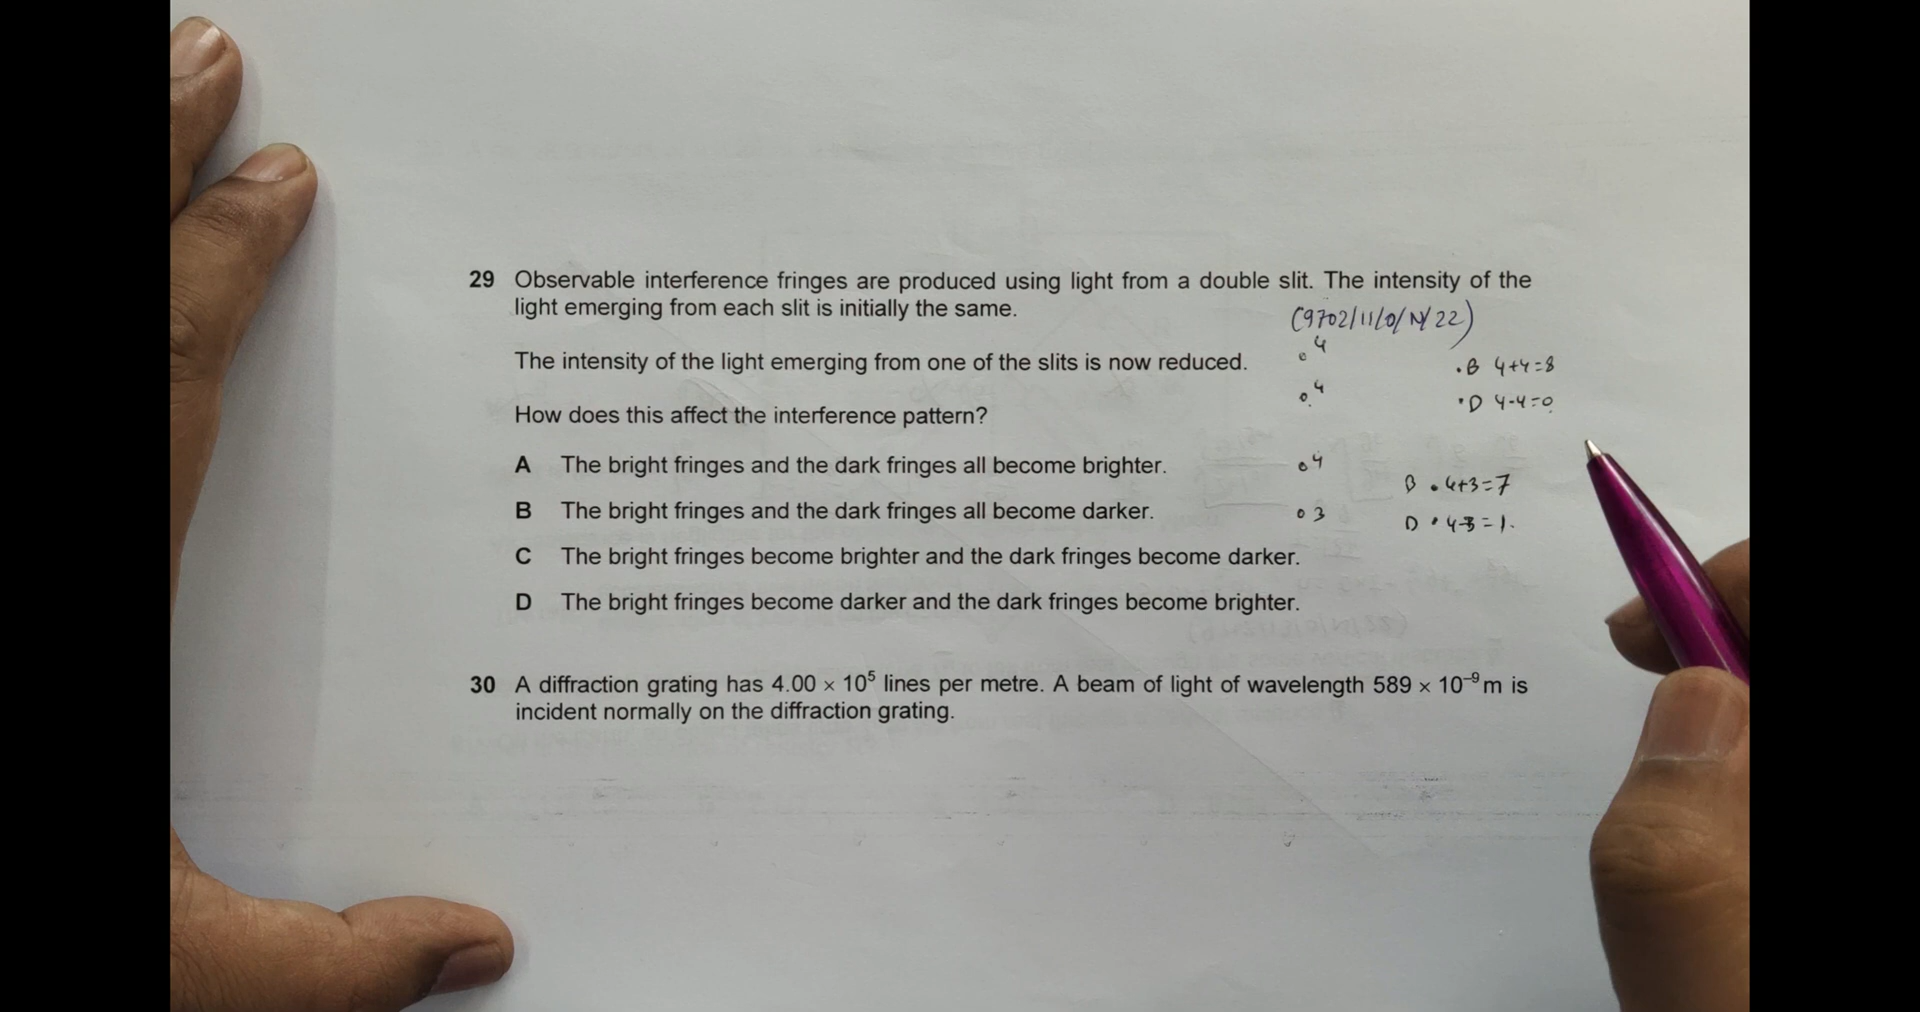 29 Observable interference fringes are produced using light from a double slit. The intensity of the
light emerging from each slit is initially the same.
(9702/11/O/N/22)
The intensity of the light emerging from one of the slits is now reduced.
4
. B 4+4=8
4
. D 4-4=0
How does this affect the interference pattern?
A The bright fringes and the dark fringes all become brighter.
4
B . 4+3=7
B The bright fringes and the dark fringes all become darker.
3
D . 4-3=1.
C The bright fringes become brighter and the dark fringes become darker.
D The bright fringes become darker and the dark fringes become brighter.
30 A diffraction grating has 4.00 × 10⁵ lines per metre. A beam of light of wavelength 589 × 10⁻⁹ m is
incident normally on the diffraction grating.